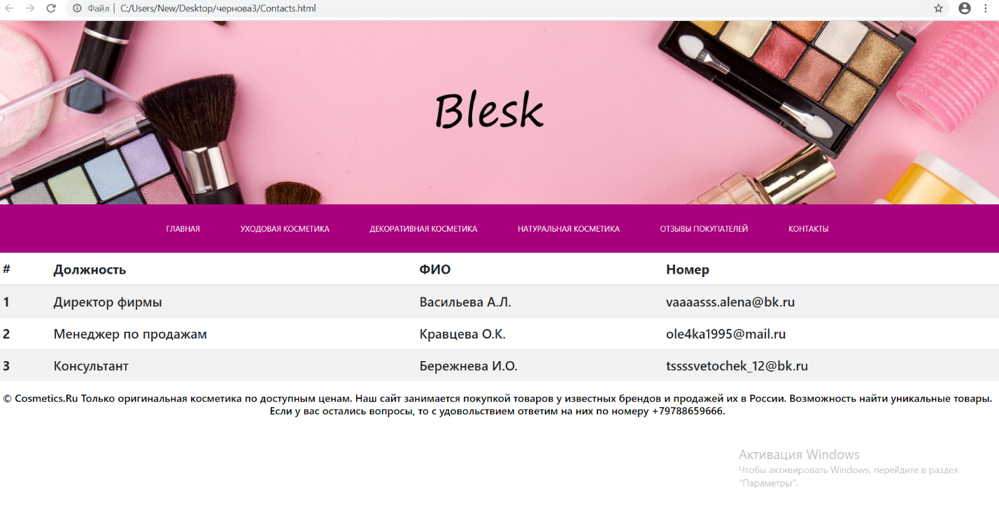 Файл | C:/Users/New/Desktop/чернова3/Contacts.html
Blesk
ГЛАВНАЯ УХОДОВАЯ КОСМЕТИКА ДЕКОРАТИВНАЯ КОСМЕТИКА НАТУРАЛЬНАЯ КОСМЕТИКА ОТЗЫВЫ ПОКУПАТЕЛЕЙ КОНТАКТЫ
# Должность ФИО Номер
1 Директор фирмы Васильева А.Л. vaaaasss.alena@bk.ru
2 Менеджер по продажам Кравцева О.К. ole4ka1995@mail.ru
3 Консультант Бережнева И.О. tssssvetochek_12@bk.ru
© Cosmetics.Ru Только оригинальная косметика по доступным ценам. Наш сайт занимается покупкой товаров у известных брендов и продажей их в России. Возможность найти уникальные товары.
Если у вас остались вопросы, то с удовольствием ответим на них по номеру +79788659666.
Активация Windows
Чтобы активировать Windows, перейдите в раздел
"Параметры".